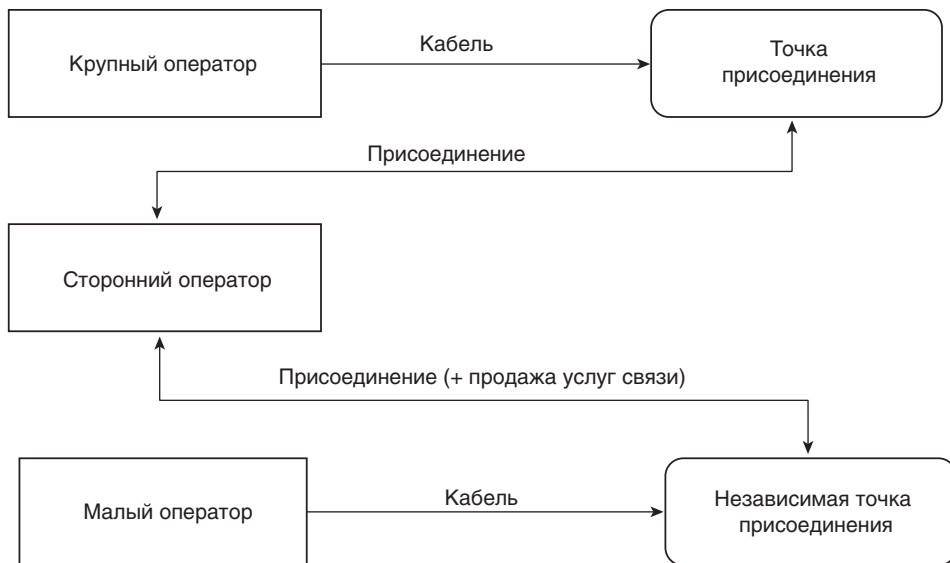 Крупный оператор
Кабель
Точка
присоединения
Присоединение
Сторонний оператор
Присоединение (+ продажа услуг связи)
Малый оператор
Кабель
Независимая точка
присоединения